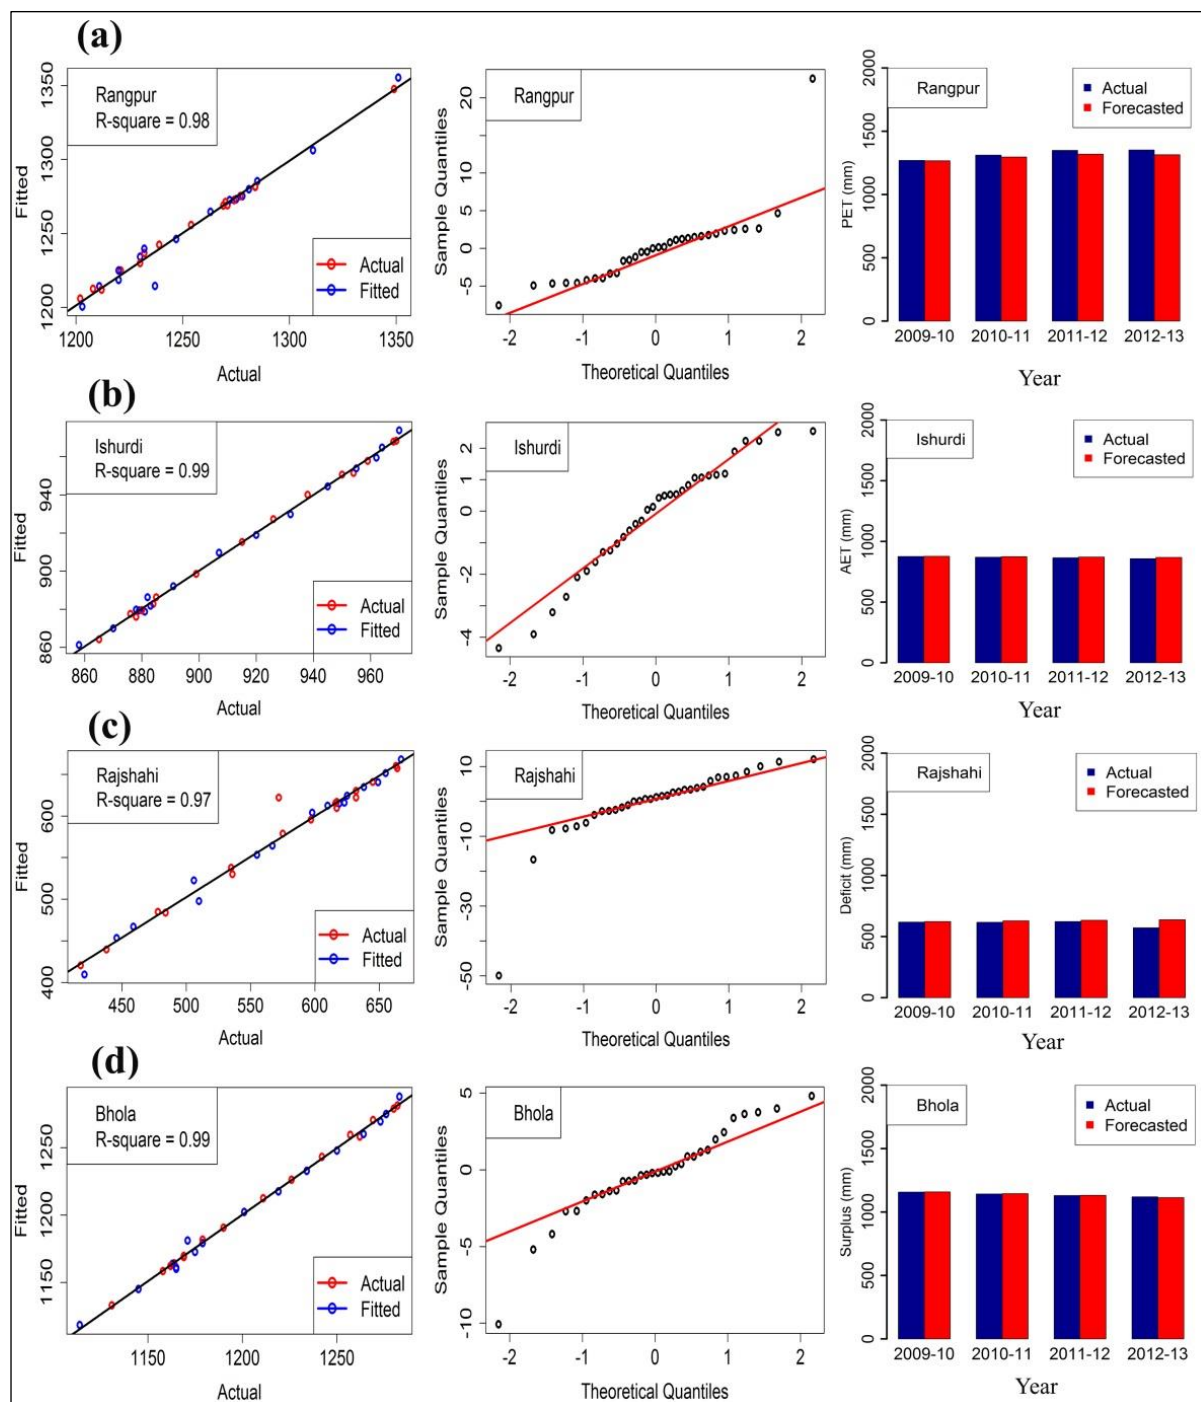 (a)
Rangpur
R-square = 0.98
Fitted
1200 1250 1300 1350
Actual
Fitted
1200 1250 1300 1350
Actual
Rangpur
Sample Quantiles
-5 0 5 10 20
-2 -1 0 1 2
Theoretical Quantiles
Rangpur
Actual
Forecasted
PET (mm)
0 500 1000 1500 2000
2009-10 2010-11 2011-12 2012-13
Year
(b)
Ishurdi
R-square = 0.99
Fitted
860 900 940
Actual
Fitted
860 880 900 920 940 960
Actual
Ishurdi
Sample Quantiles
-4 -2 0 2
-2 -1 0 1 2
Theoretical Quantiles
Ishurdi
Actual
Forecasted
AET (mm)
0 500 1000 1500 2000
2009-10 2010-11 2011-12 2012-13
Year
(c)
Rajshahi
R-square = 0.97
Fitted
400 500 600
Actual
Fitted
450 500 550 600 650
Actual
Rajshahi
Sample Quantiles
-50 -30 -10 10
-2 -1 0 1 2
Theoretical Quantiles
Rajshahi
Actual
Forecasted
Deficit (mm)
0 500 1000 1500 2000
2009-10 2010-11 2011-12 2012-13
Year
(d)
Bhola
R-square = 0.99
Fitted
1150 1200 1250
Actual
Fitted
1150 1200 1250
Actual
Bhola
Sample Quantiles
-10 -5 0 5
-2 -1 0 1 2
Theoretical Quantiles
Bhola
Actual
Forecasted
Surplus (mm)
0 500 1000 1500 2000
2009-10 2010-11 2011-12 2012-13
Year